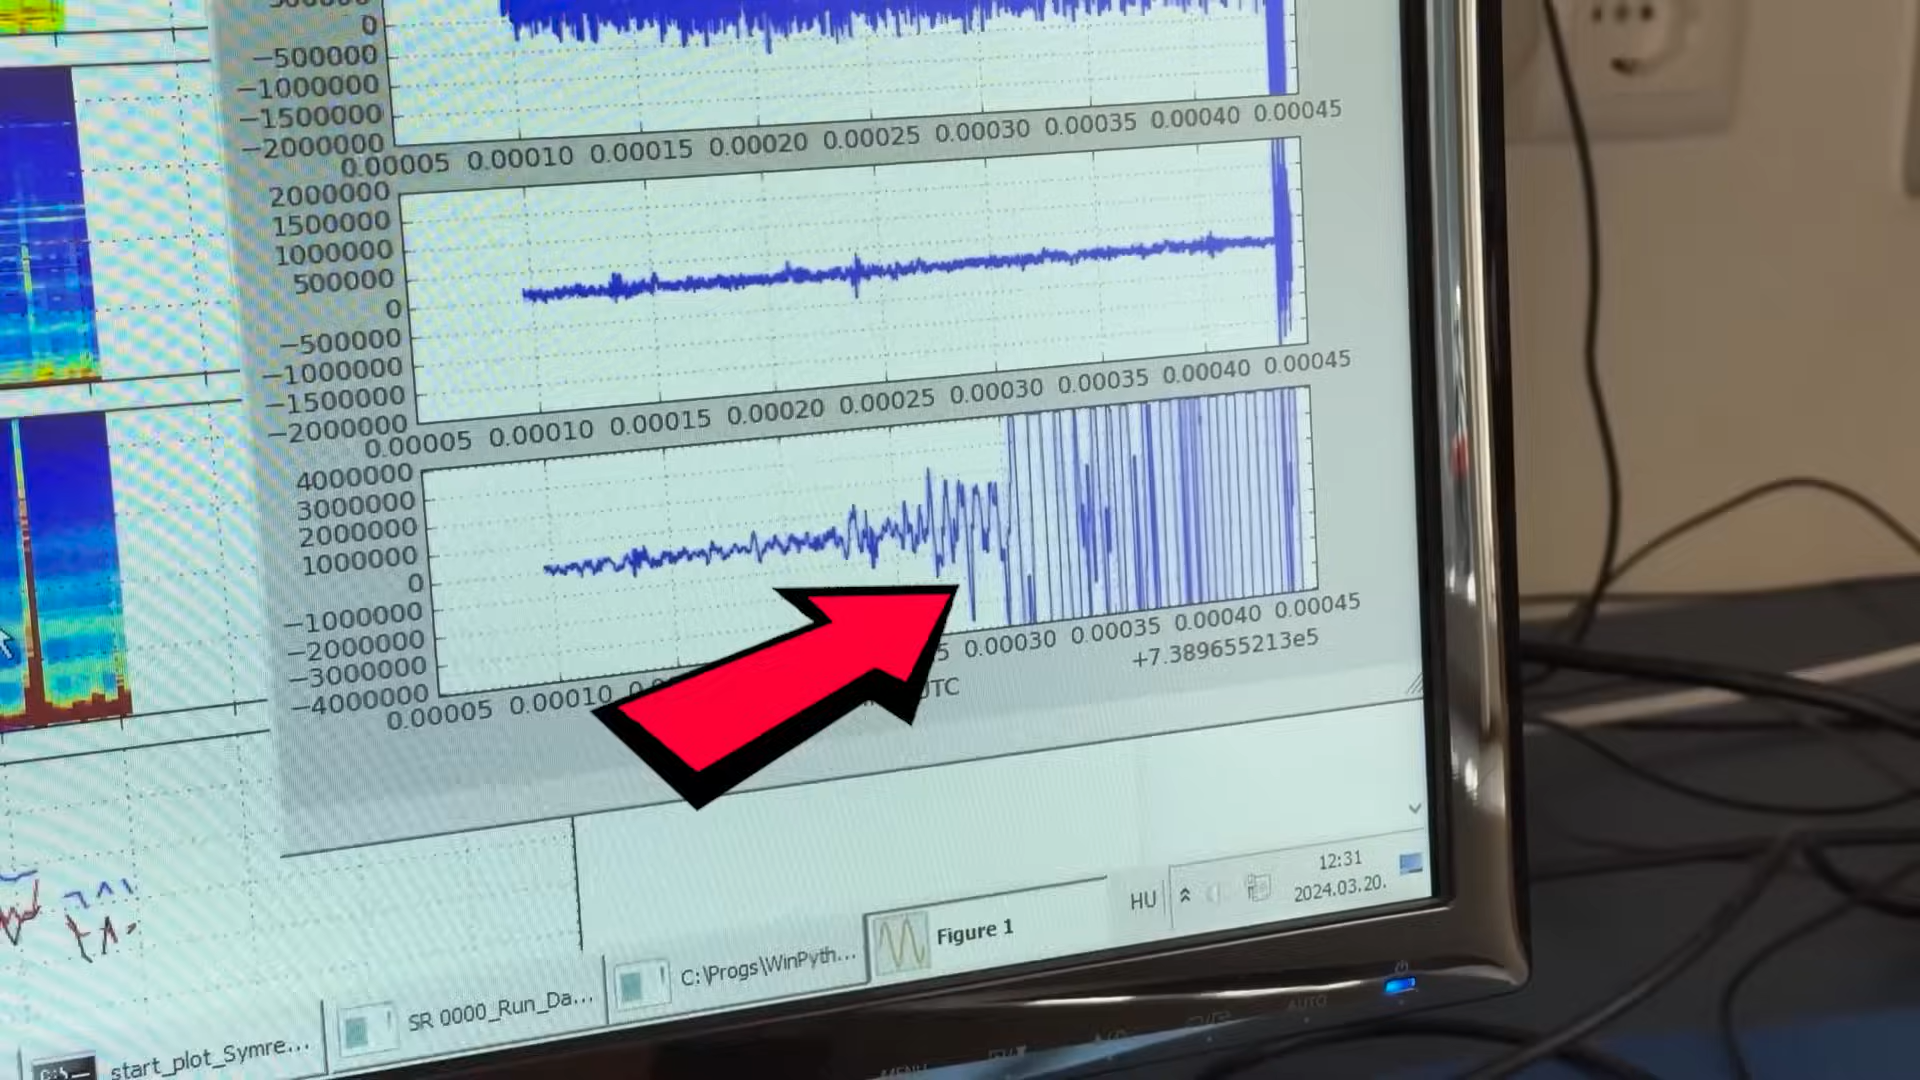 0
−500000
−1000000
−1500000
−2000000
0.00005 0.00010 0.00015 0.00020 0.00025 0.00030 0.00035 0.00040 0.00045
2000000
1500000
1000000
500000
0
−500000
−1000000
−1500000
−2000000
0.00005 0.00010 0.00015 0.00020 0.00025 0.00030 0.00035 0.00040 0.00045
4000000
3000000
2000000
1000000
0
−1000000
−2000000
−3000000
−4000000
0.00005 0.00010 0.00030 0.00035 0.00040 0.00045
+7.389655213e5
UTC
HU
12:31
2024.03.20.
start_plot_Symre...
SR 0000_Run_Da...
C:\Progs\WinPyth...
Figure 1
MENU
AUTO